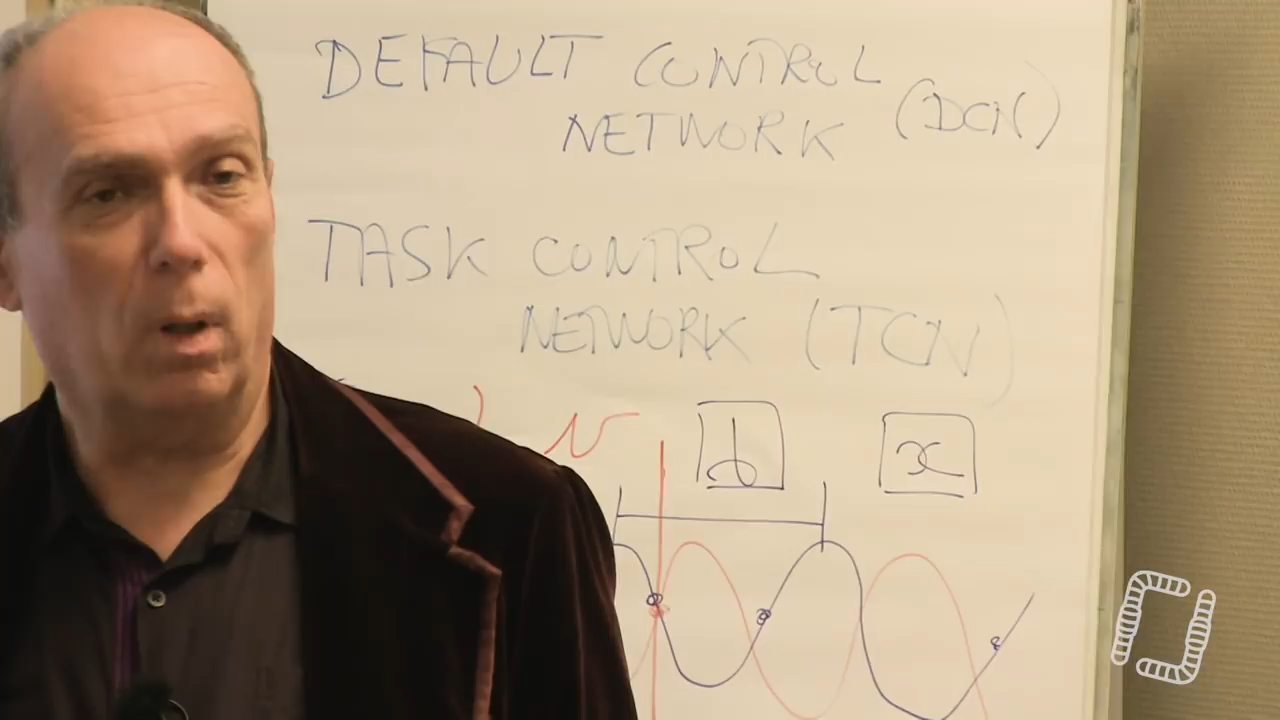 DEFAULT CONTROL
NETWORK (DCN)
TASK CONTROL
NETWORK (TCN)
x